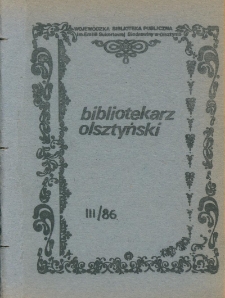 WOJEWÓDZKA BIBLIOTEKA PUBLICZNA
bibliotekarz
olsztyński
III/86